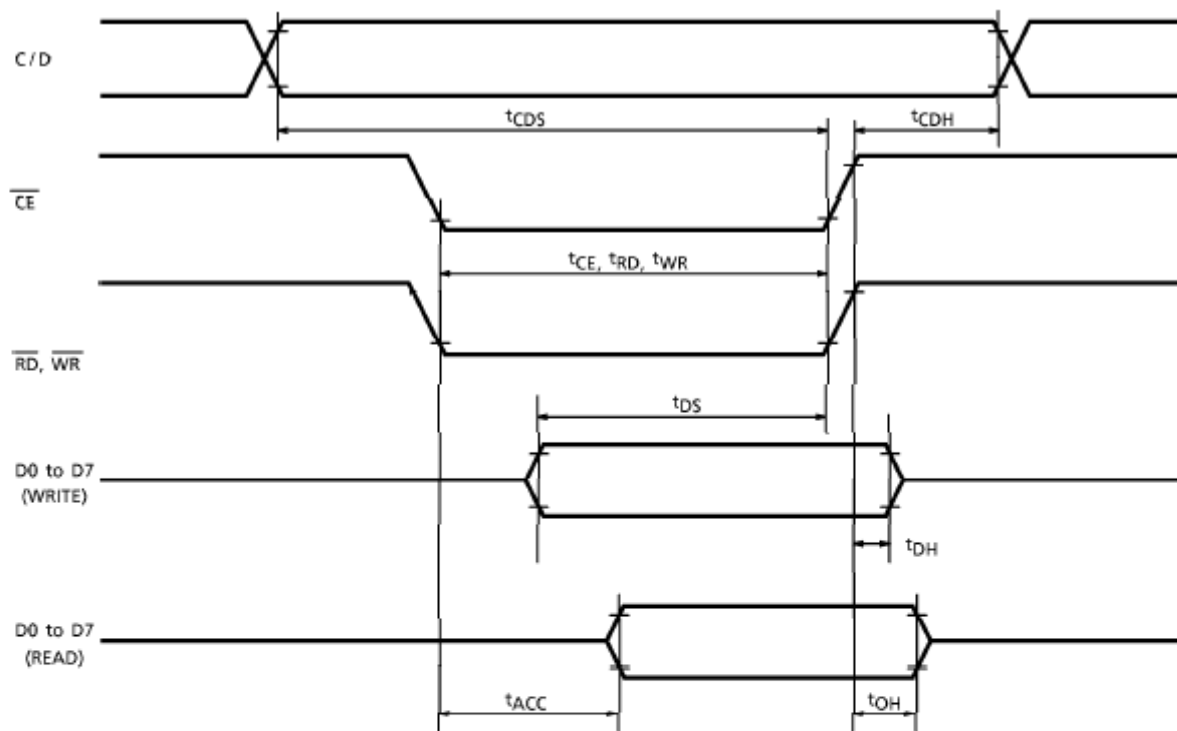 C/D
tCDS
tCDH
CE
tCE, tRD, tWR
RD, WR
tDS
D0 to D7
(WRITE)
tDH
D0 to D7
(READ)
tACC
tOH